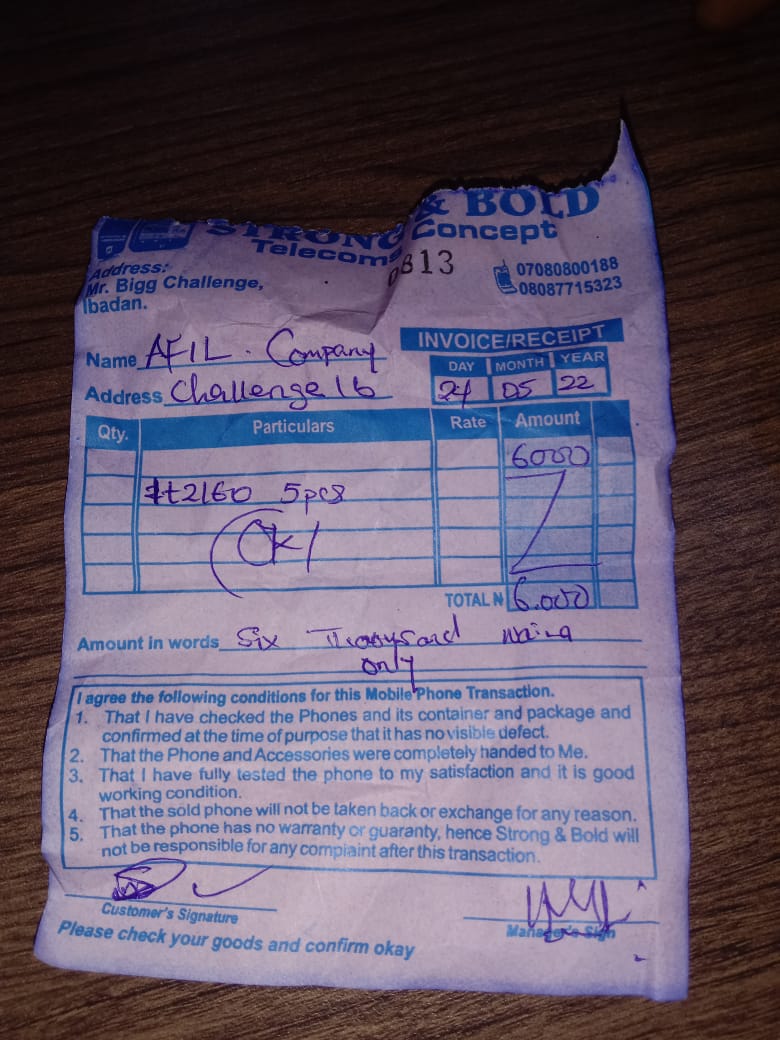 STRONG & BOLD
Telecoms Concept
0813
Address:
Mr. Bigg Challenge,
Ibadan.
07080800188
08087715323
INVOICE/RECEIPT
Name AFIL. Company
DAY MONTH YEAR
Address Challenge Ib
24 05 22
Qty. Particulars Rate Amount
6000
#t2160 5pcs
Ok
TOTAL ₦ 6.000
Amount in words Six Thousand naira
only
I agree the following conditions for this Mobile Phone Transaction.
1. That I have checked the Phones and its container and package and
confirmed at the time of purpose that it has no visible defect.
2. That the Phone and Accessories were completely handed to Me.
3. That I have fully tested the phone to my satisfaction and it is good
working condition.
4. That the sold phone will not be taken back or exchange for any reason.
5. That the phone has no warranty or guaranty, hence Strong & Bold will
not be responsible for any complaint after this transaction.
Customer's Signature
Manager's Sign
Please check your goods and confirm okay